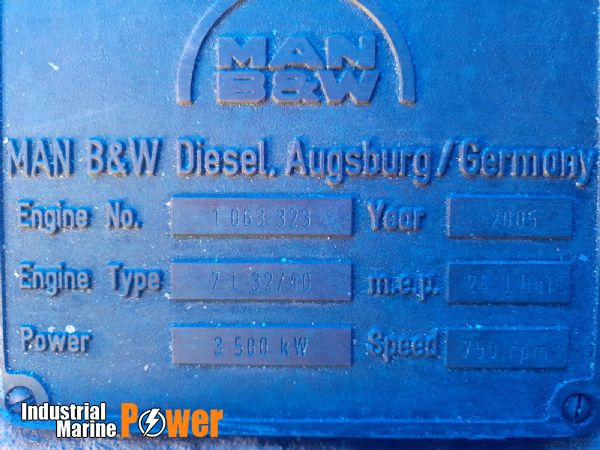 MAN
B&W
MAN B&W Diesel, Augsburg/Germany
Engine No. 1 063 323 Year 2005
Engine Type 7 L 32/40 m.e.p. bar
Power 3 500 kW Speed 750 rpm
Industrial
Marine Power